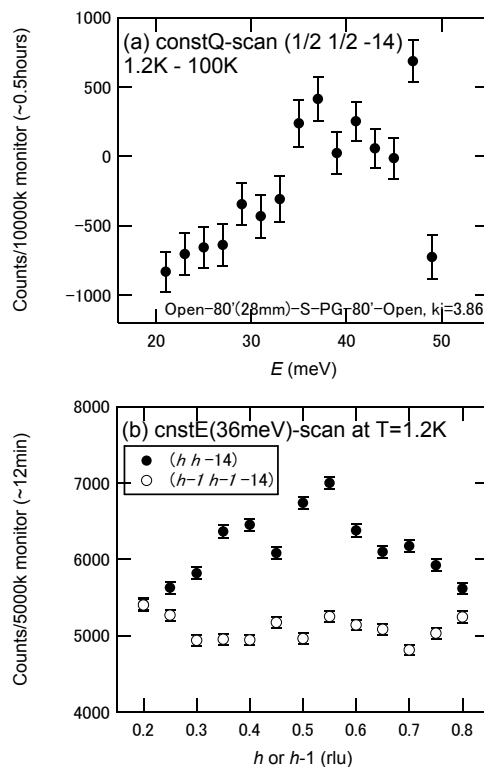 (a) constQ-scan (1/2 1/2 -14)
1.2K - 100K
Counts/10000k monitor (~0.5hours)
1000
500
0
−500
−1000
Open−80'(28mm)−S−PG−80'−Open, ki=3.86
20
30
40
50
E (meV)
(b) cnstE(36meV)-scan at T=1.2K
(h h −14)
(h−1 h−1 −14)
Counts/5000k monitor (~12min)
8000
7000
6000
5000
4000
0.2
0.3
0.4
0.5
0.6
0.7
0.8
h or h-1 (rlu)